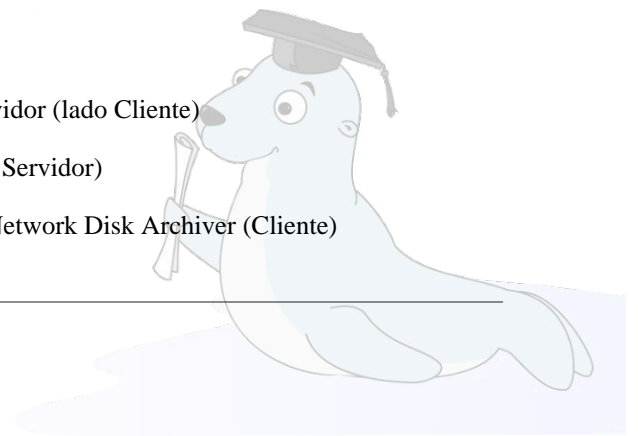 vidor (lado Cliente)
Servidor)
Network Disk Archiver (Cliente)